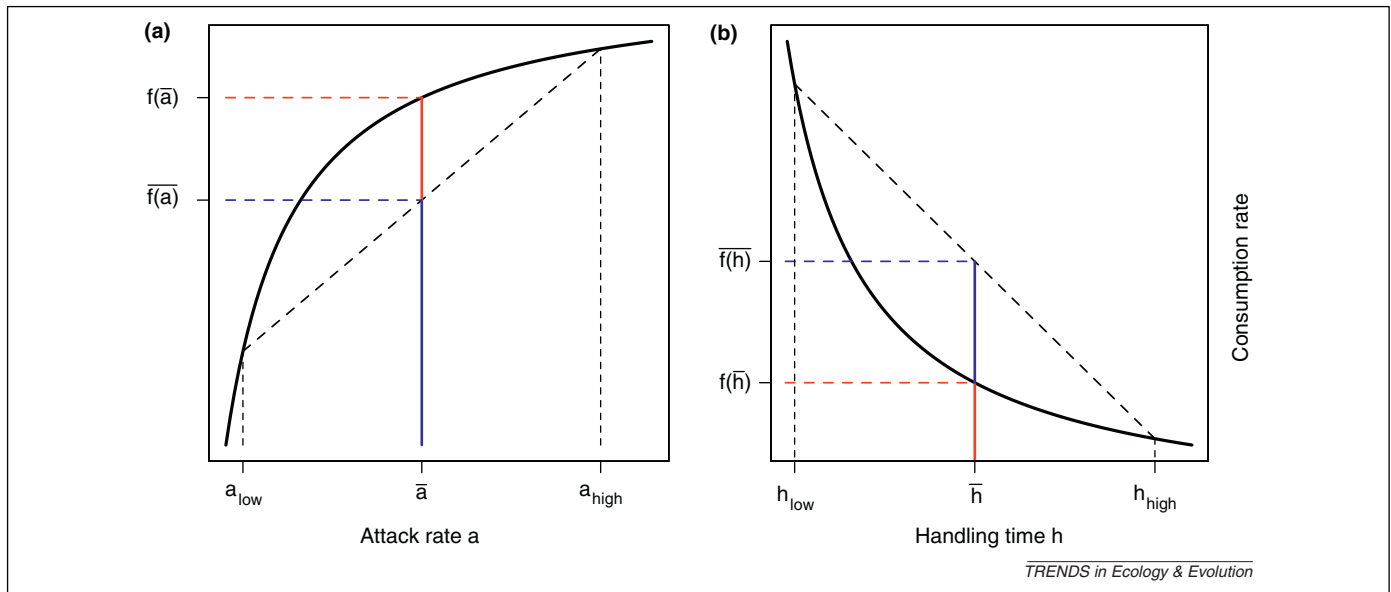 (a)
f(a̅)
f(a)̅
a_low
a̅
a_high
Attack rate a
(b)
f(h)̅
f(h̅)
h_low
h̅
h_high
Handling time h
Consumption rate
TRENDS in Ecology & Evolution